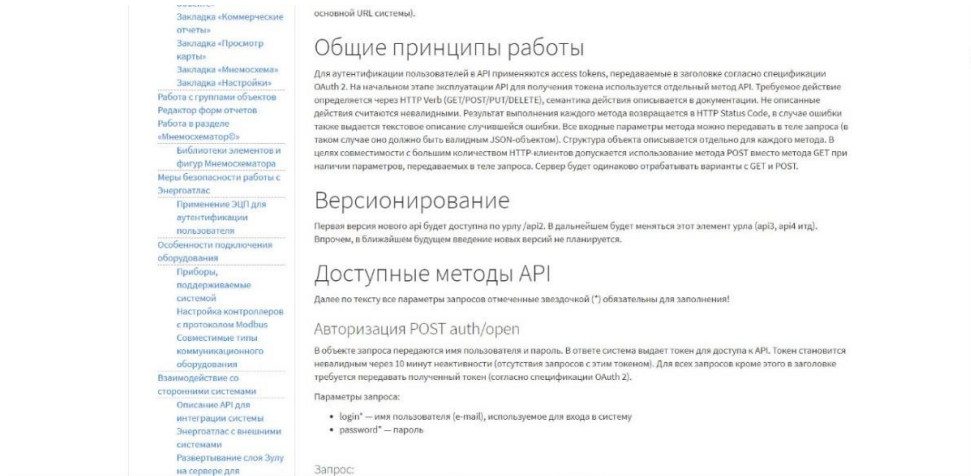 Закладка «Коммерческие
отчеты»
Закладка «Просмотр
карты»
Закладка «Мнемосхема»
Закладка «Настройки»
Работа с группами объектов
Редактор форм отчетов
Работа в разделе
«Мнемосхематор©»
Библиотеки элементов и
фигур Мнемосхематора
Меры безопасности работы с
Энергоатлас
Применение ЭЦП для
аутентификации
пользователя
Особенности подключения
оборудования
Приборы,
поддерживаемые
системой
Настройка контроллеров
с протоколом Modbus
Совместимые типы
коммуникационного
оборудования
Взаимодействие со
сторонними системами
Описание API для
интеграции системы
Энергоатлас с внешними
системами
Развертывание слоя Зулу
на сервере для
основной URL системы).
Общие принципы работы
Для аутентификации пользователей в API применяются access tokens, передаваемые в заголовке согласно спецификации
OAuth 2. На начальном этапе эксплуатации API для получения токена используется отдельный метод API. Требуемое действие
определяется через HTTP Verb (GET/POST/PUT/DELETE), семантика действия описывается в документации. Не описанные
действия считаются невалидными. Результат выполнения каждого метода возвращается в HTTP Status Code, в случае ошибки
также выдается текстовое описание случившейся ошибки. Все входные параметры метода можно передавать в теле запроса (в
таком случае оно должно быть валидным JSON-объектом). Структура объекта описывается отдельно для каждого метода. В
целях совместимости с большим количеством HTTP-клиентов допускается использование метода POST вместо метода GET при
наличии параметров, передаваемых в теле запроса. Сервер будет одинаково отрабатывать варианты с GET и POST.
Версионирование
Первая версия нового api будет доступна по урлу /api2. В дальнейшем будет меняться этот элемент урла (api3, api4 итд).
Впрочем, в ближайшем будущем введение новых версий не планируется.
Доступные методы API
Далее по тексту все параметры запросов отмеченные звездочкой (*) обязательны для заполнения!
Авторизация POST auth/open
В объекте запроса передаются имя пользователя и пароль. В ответе система выдает токен для доступа к API. Токен становится
невалидным через 10 минут неактивности (отсутствия запросов с этим токеном). Для всех запросов кроме этого в заголовке
требуется передавать полученный токен (согласно спецификации OAuth 2).
Параметры запроса:
• login* — имя пользователя (e-mail), используемое для входа в систему
• password* — пароль
Запрос: